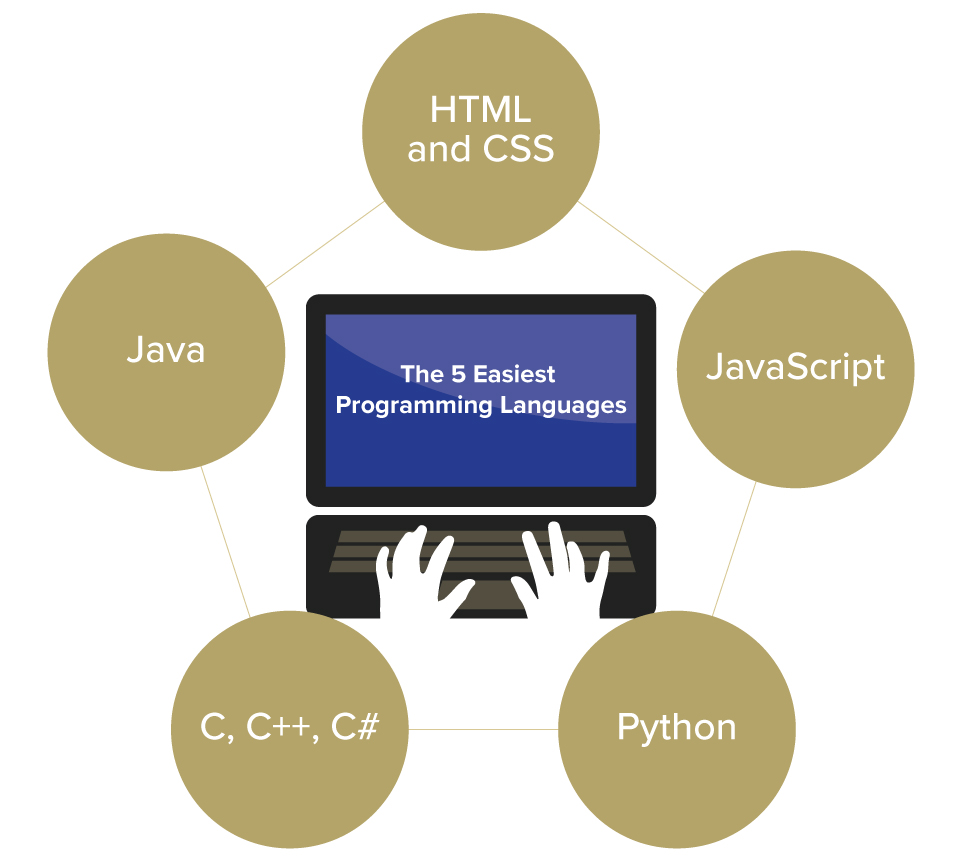 HTML
and CSS
Java
JavaScript
The 5 Easiest
Programming Languages
C, C++, C#
Python